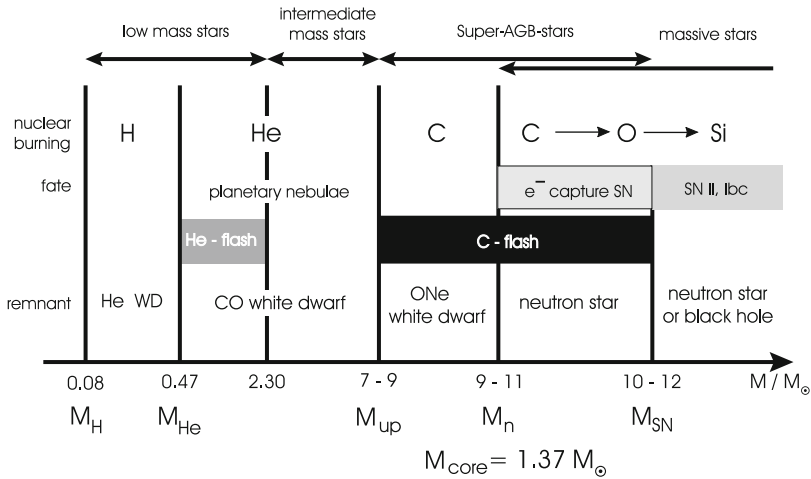 low mass stars
intermediate
mass stars
Super-AGB-stars
massive stars
nuclear
burning
H
He
C
C → O → Si
fate
planetary nebulae
e⁻ capture SN
SN II, Ibc
He - flash
C - flash
remnant
He WD
CO white dwarf
ONe
white dwarf
neutron star
neutron star
or black hole
0.08
0.47
2.30
7 - 9
9 - 11
10 - 12
M / M☉
M_H
M_He
M_up
M_n
M_SN
M_core = 1.37 M☉